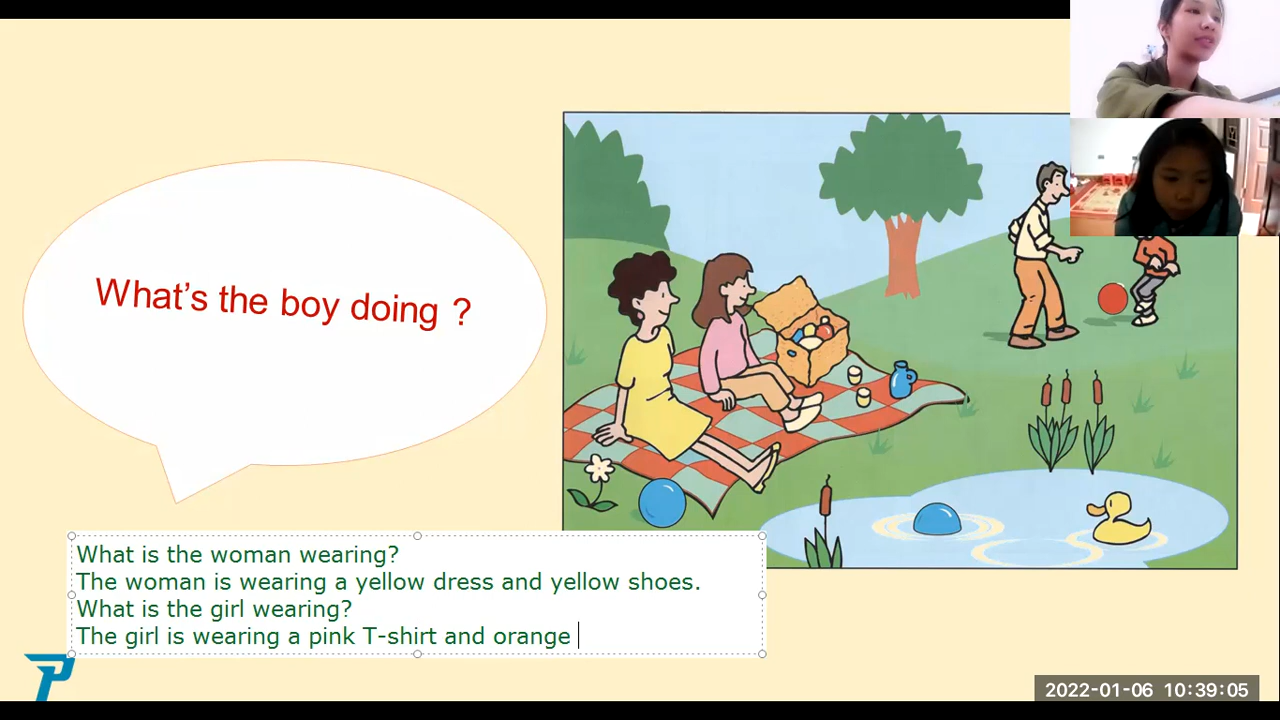 What's the boy doing ?
What is the woman wearing?
The woman is wearing a yellow dress and yellow shoes.
What is the girl wearing?
The girl is wearing a pink T-shirt and orange
2022-01-06 10:39:05